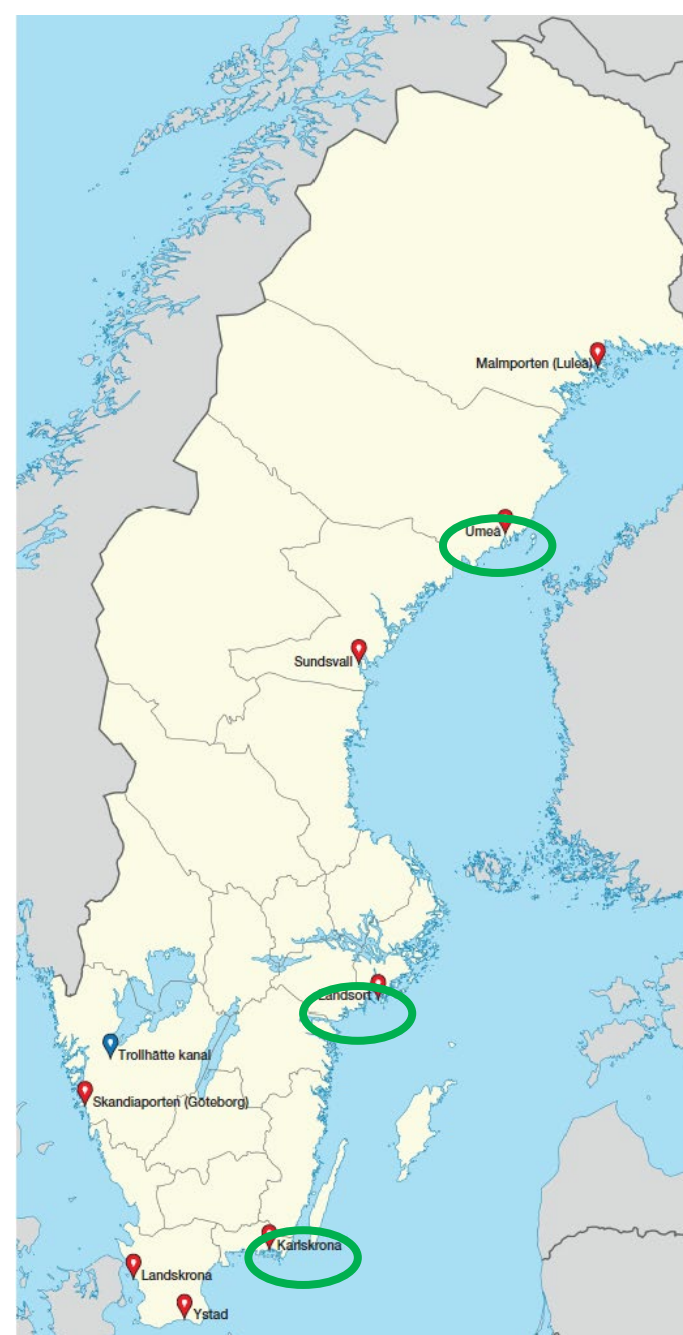 Malmporten (Luleå)
Umeå
Sundsvall
Landsort
Trollhätte kanal
Skandiaporten (Göteborg)
Karlskrona
Landskrona
Ystad